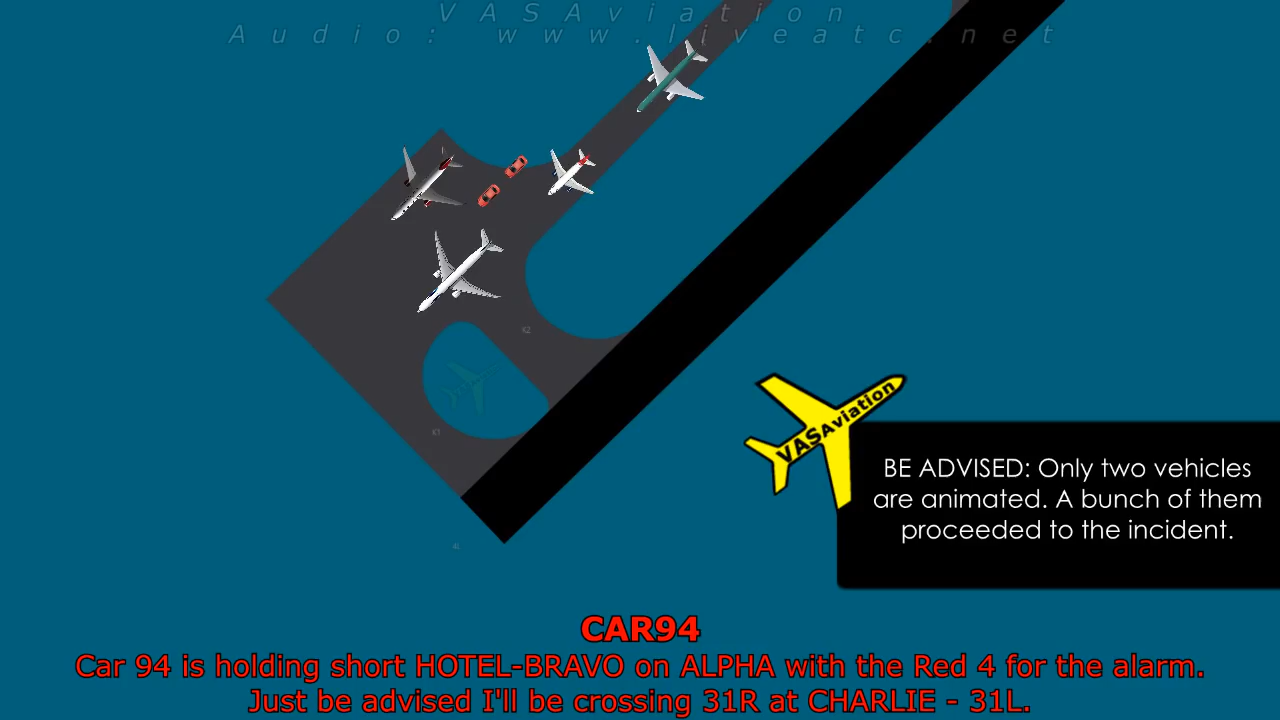 VASAviation
Audio: www.liveatc.net
VASAviation
BE ADVISED: Only two vehicles
are animated. A bunch of them
proceeded to the incident.
CAR94
Car 94 is holding short HOTEL-BRAVO on ALPHA with the Red 4 for the alarm.
Just be advised I'll be crossing 31R at CHARLIE - 31L.